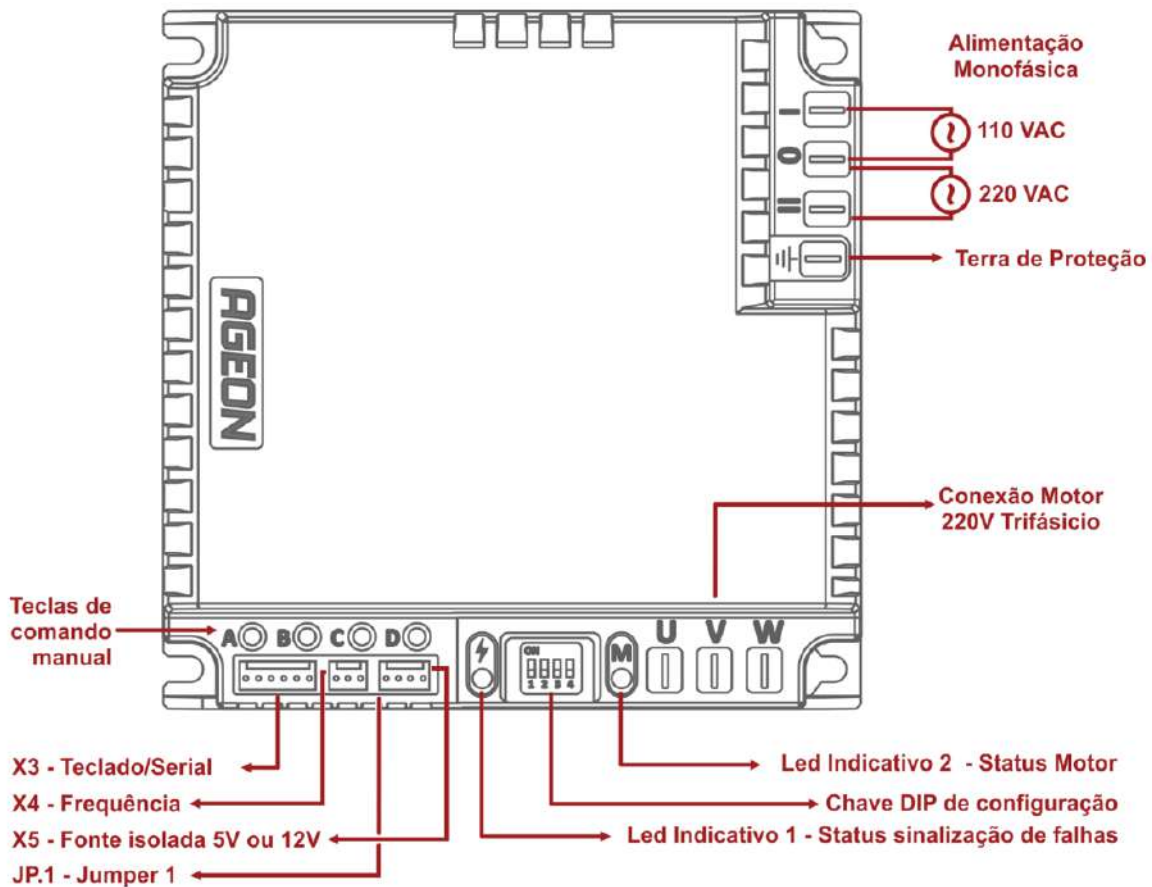 Alimentação
Monofásica
I
110 VAC
O
220 VAC
II
Terra de Proteção
AGEON
Conexão Motor
220V Trifásicio
Teclas de
comando
manual
A B C D
ON
1 2 3 4
M
U V W
X3 - Teclado/Serial
X4 - Frequência
X5 - Fonte isolada 5V ou 12V
JP.1 - Jumper 1
Led Indicativo 2 - Status Motor
Chave DIP de configuração
Led Indicativo 1 - Status sinalização de falhas